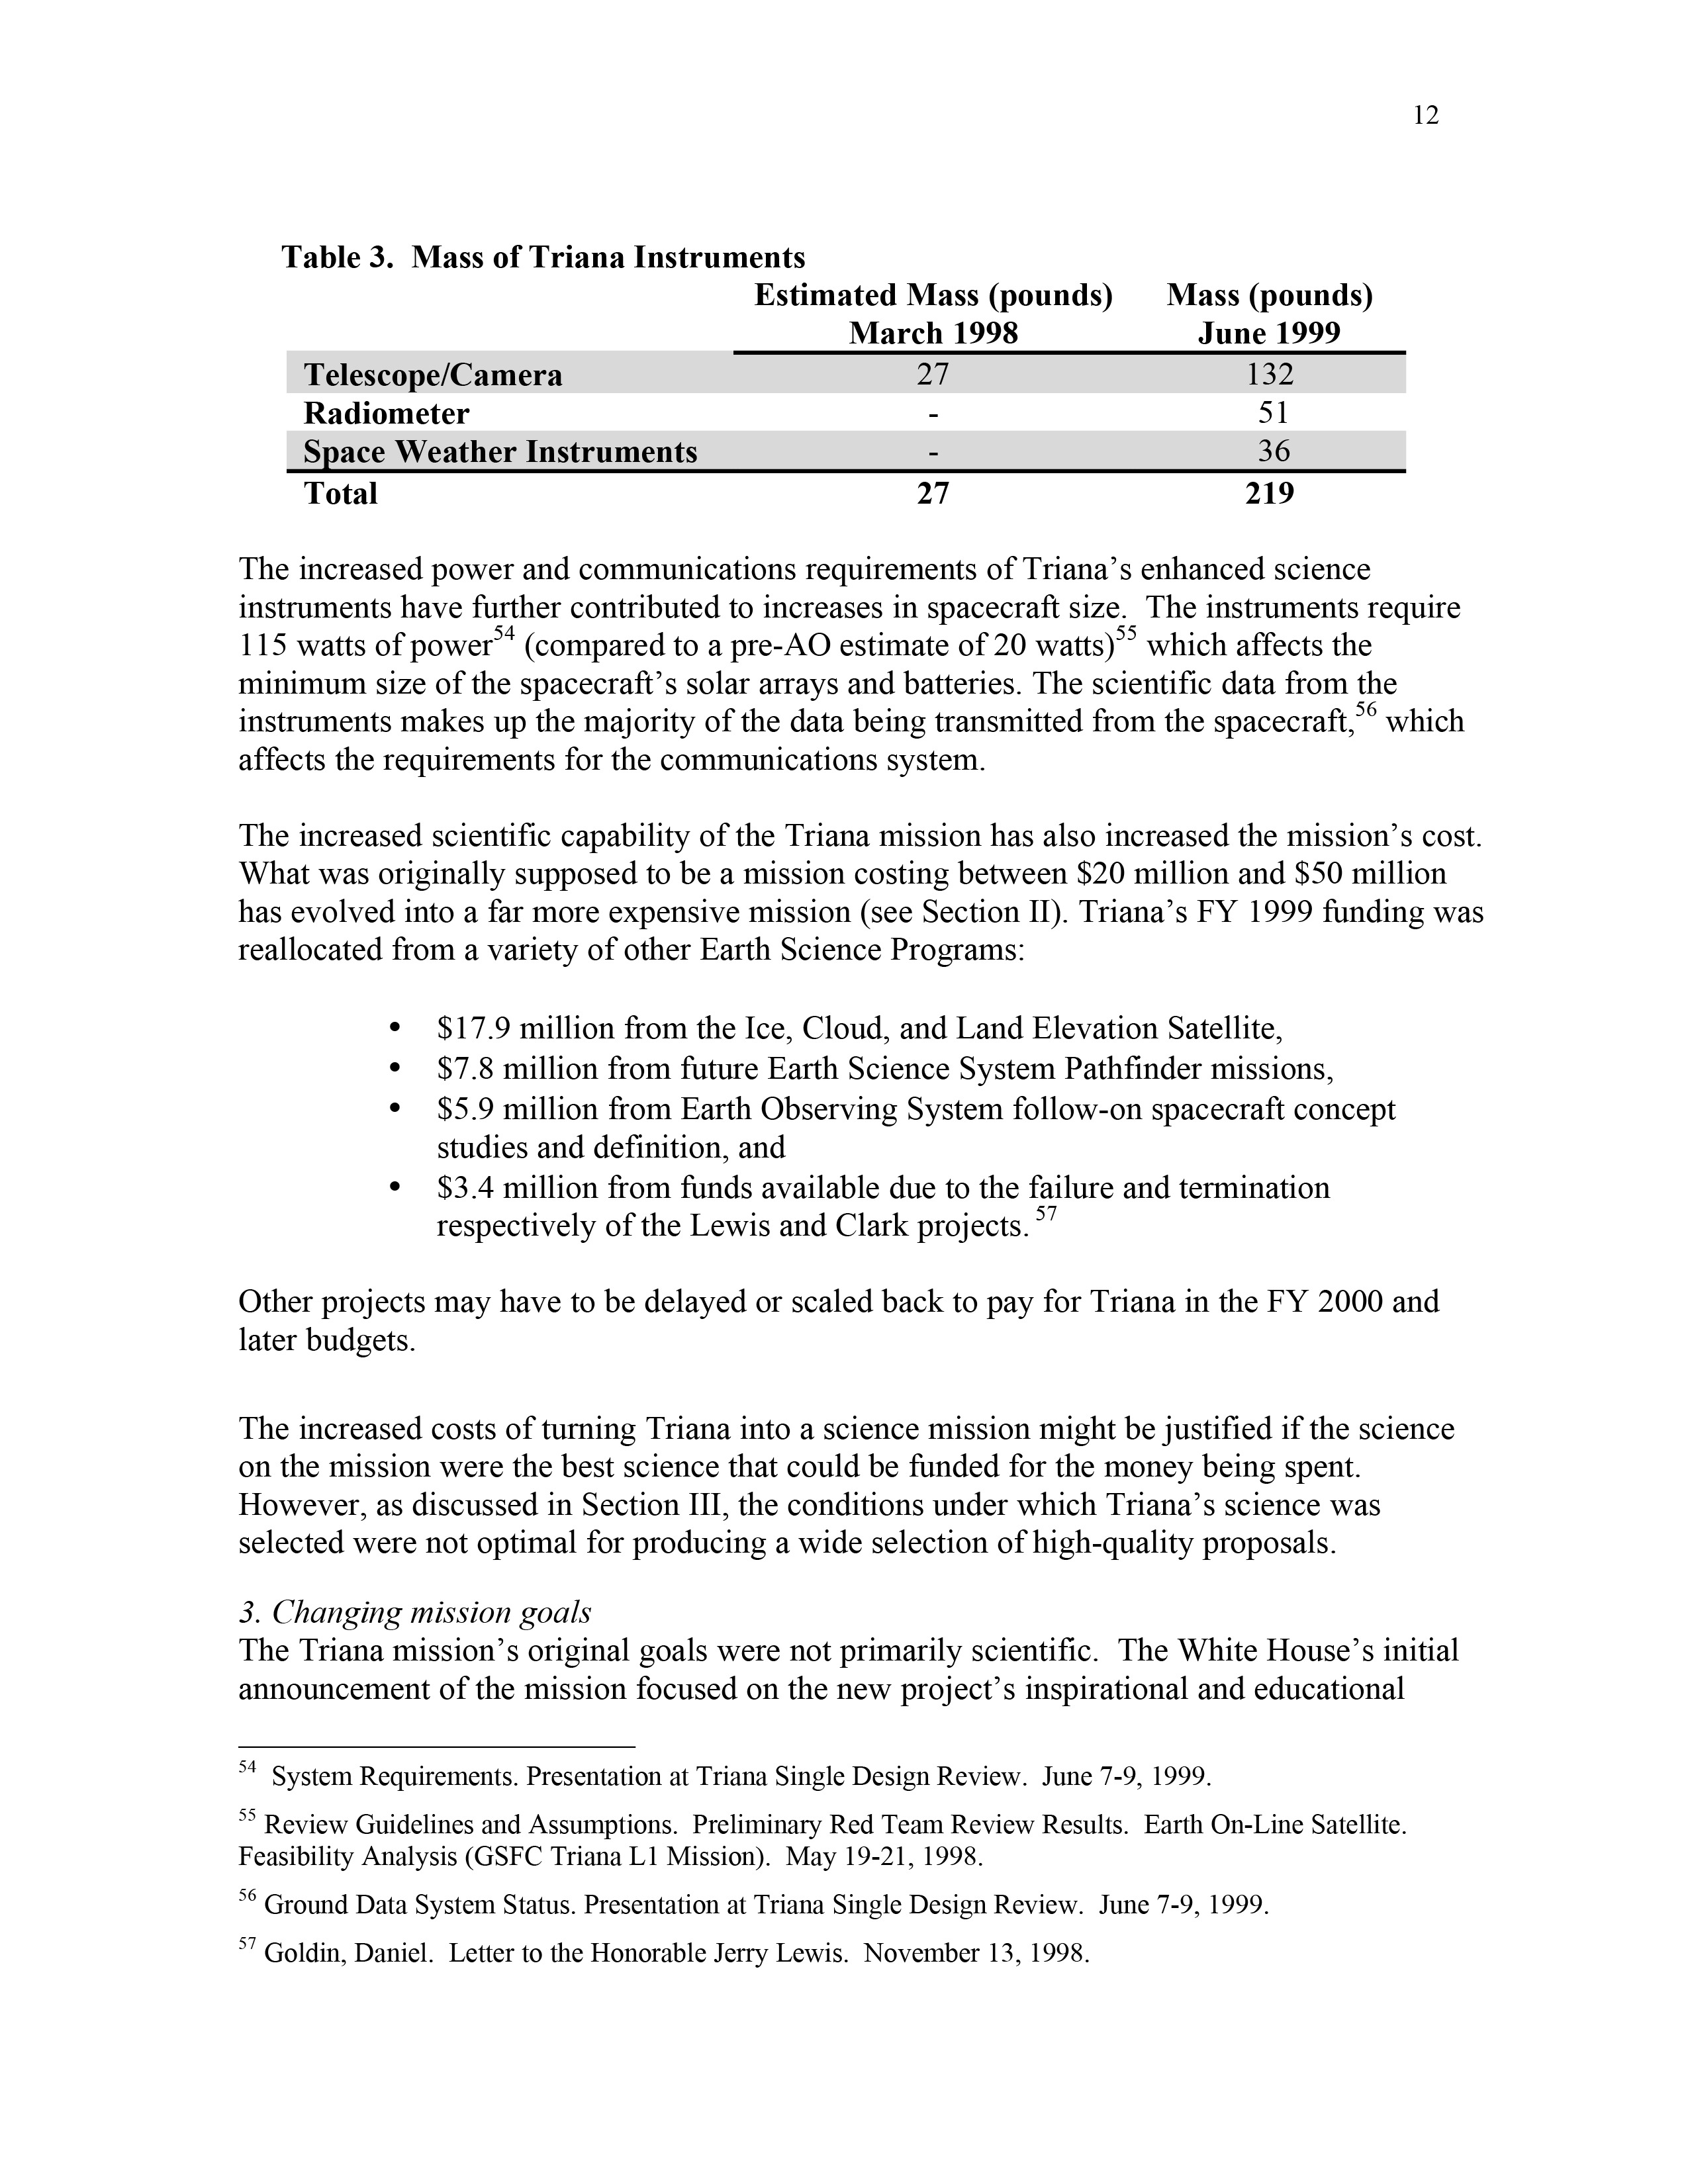 12
Table 3.  Mass of Triana Instruments
Estimated Mass (pounds) Mass (pounds)
March 1998 June 1999
Telescope/Camera 27 132
Radiometer - 51
Space Weather Instruments - 36
Total 27 219
The increased power and communications requirements of Triana’s enhanced science
instruments have further contributed to increases in spacecraft size.  The instruments require
115 watts of power54 (compared to a pre-AO estimate of 20 watts)55 which affects the
minimum size of the spacecraft’s solar arrays and batteries. The scientific data from the
instruments makes up the majority of the data being transmitted from the spacecraft,56 which
affects the requirements for the communications system.
The increased scientific capability of the Triana mission has also increased the mission’s cost.
What was originally supposed to be a mission costing between $20 million and $50 million
has evolved into a far more expensive mission (see Section II). Triana’s FY 1999 funding was
reallocated from a variety of other Earth Science Programs:
• $17.9 million from the Ice, Cloud, and Land Elevation Satellite,
• $7.8 million from future Earth Science System Pathfinder missions,
• $5.9 million from Earth Observing System follow-on spacecraft concept
studies and definition, and
• $3.4 million from funds available due to the failure and termination
respectively of the Lewis and Clark projects. 57
Other projects may have to be delayed or scaled back to pay for Triana in the FY 2000 and
later budgets.
The increased costs of turning Triana into a science mission might be justified if the science
on the mission were the best science that could be funded for the money being spent.
However, as discussed in Section III, the conditions under which Triana’s science was
selected were not optimal for producing a wide selection of high-quality proposals.
3. Changing mission goals
The Triana mission’s original goals were not primarily scientific.  The White House’s initial
announcement of the mission focused on the new project’s inspirational and educational
54  System Requirements. Presentation at Triana Single Design Review.  June 7-9, 1999.
55 Review Guidelines and Assumptions.  Preliminary Red Team Review Results.  Earth On-Line Satellite.
Feasibility Analysis (GSFC Triana L1 Mission).  May 19-21, 1998.
56 Ground Data System Status. Presentation at Triana Single Design Review.  June 7-9, 1999.
57 Goldin, Daniel.  Letter to the Honorable Jerry Lewis.  November 13, 1998.